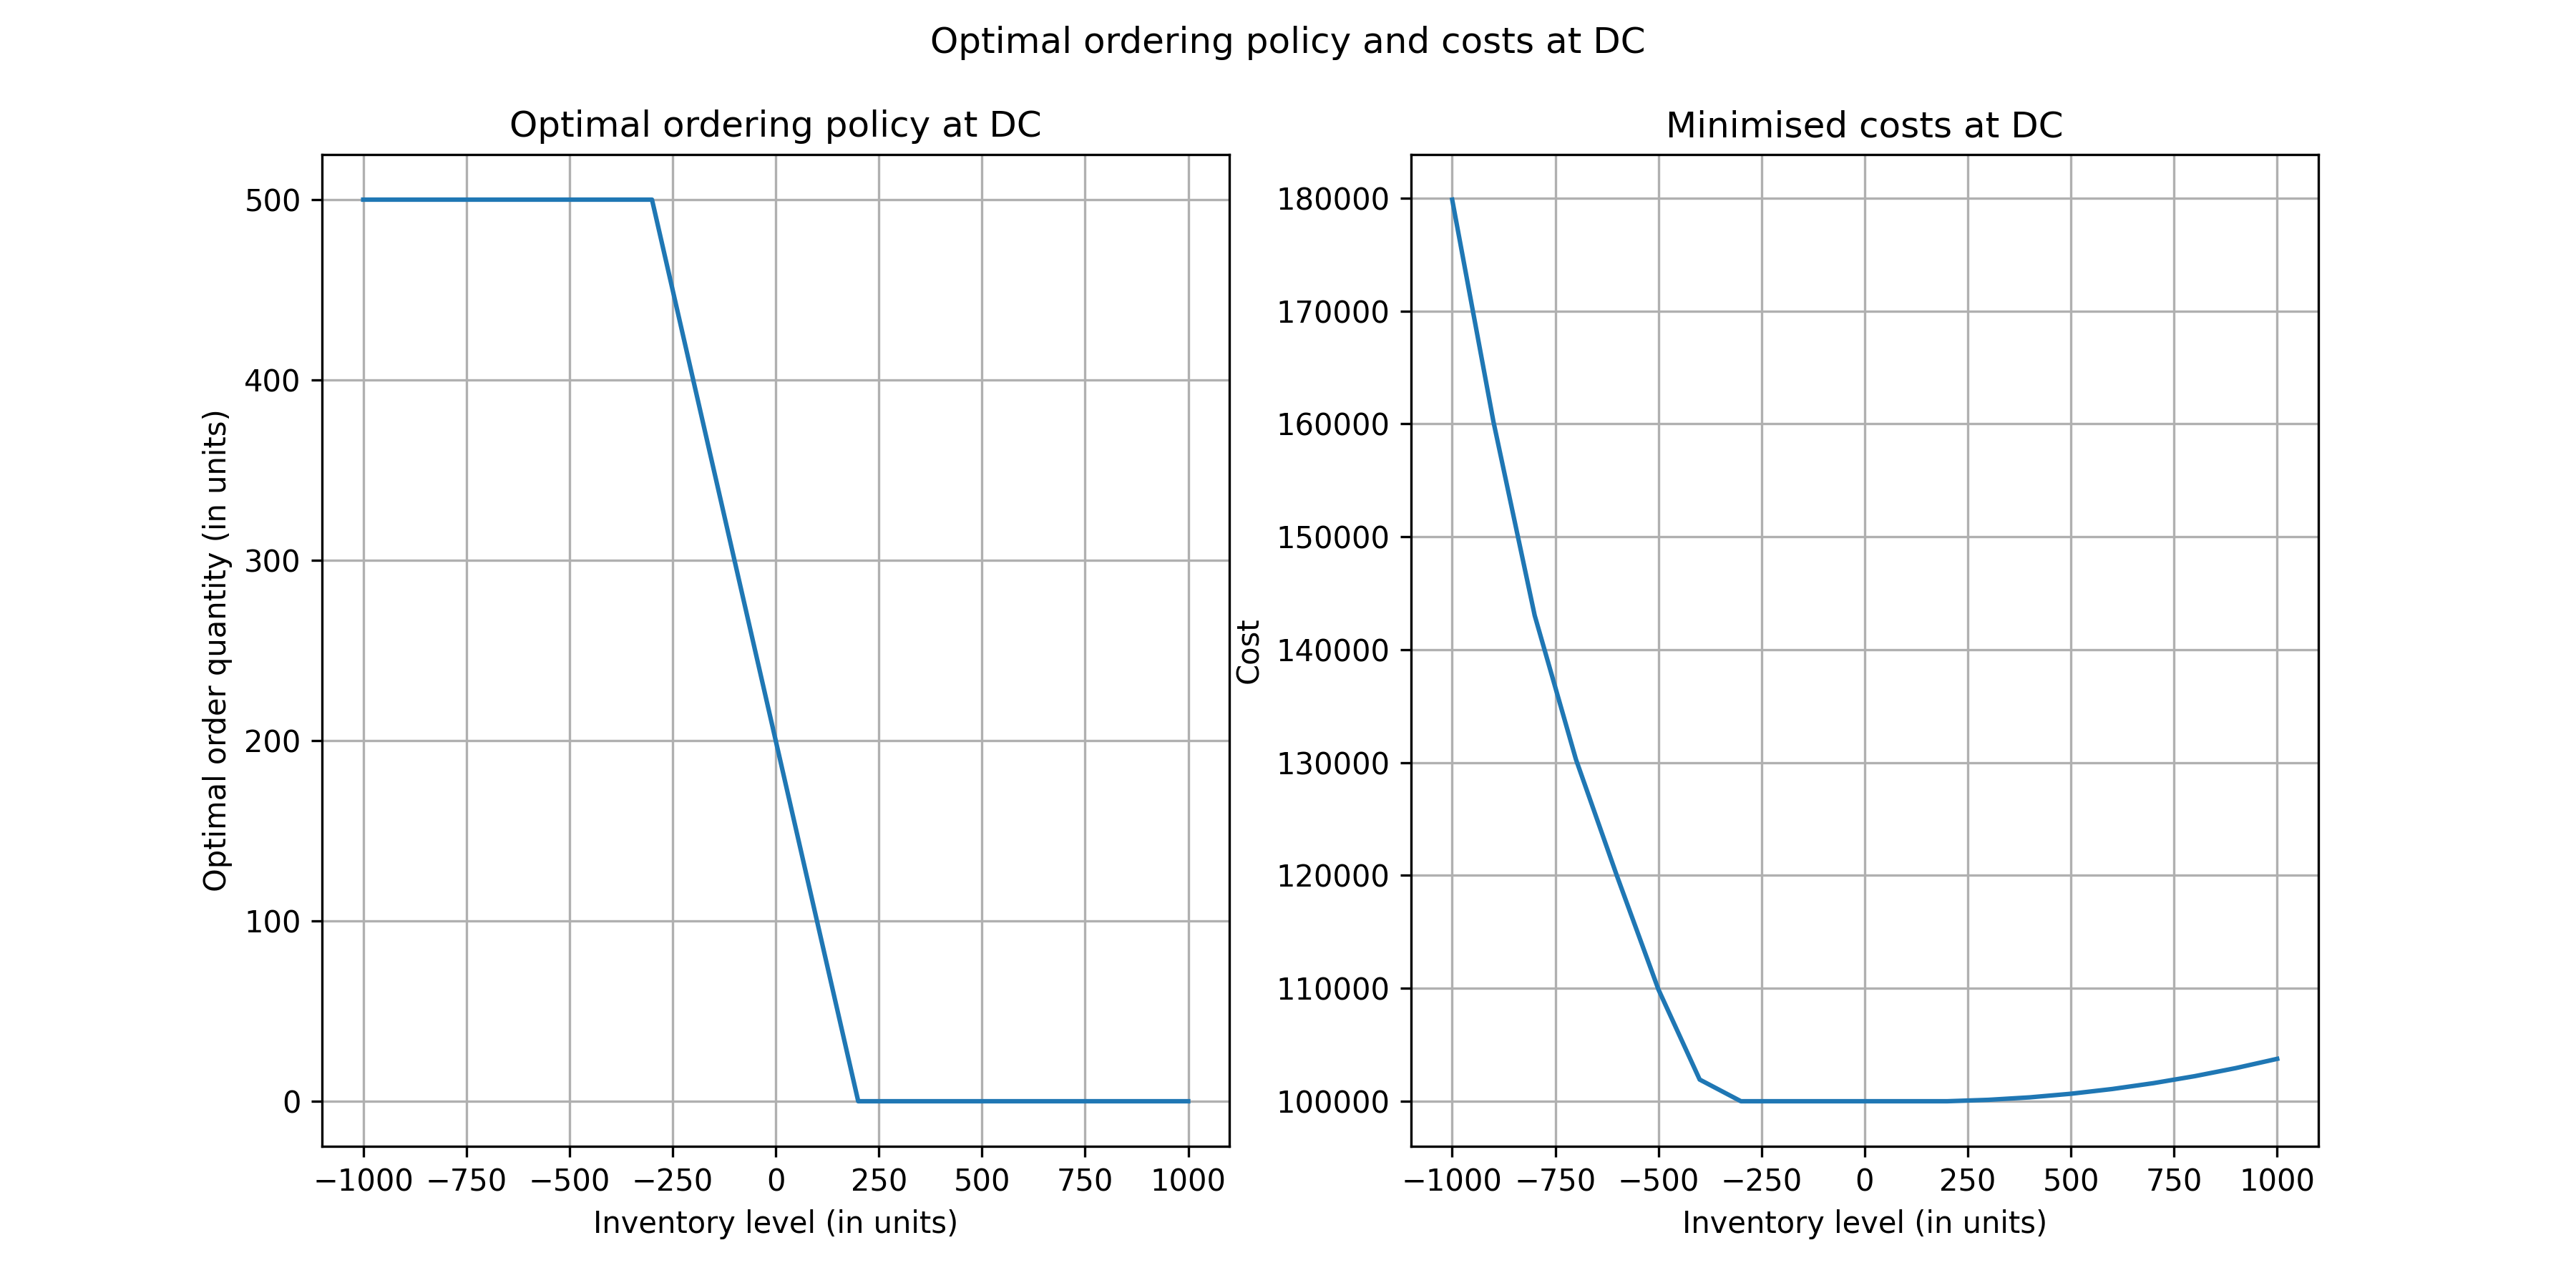 Optimal ordering policy and costs at DC
Optimal ordering policy at DC
500
400
300
200
100
0
Optimal order quantity (in units)
−1000 −750 −500 −250 0 250 500 750 1000
Inventory level (in units)
Minimised costs at DC
180000
170000
160000
150000
140000
130000
120000
110000
100000
Cost
−1000 −750 −500 −250 0 250 500 750 1000
Inventory level (in units)